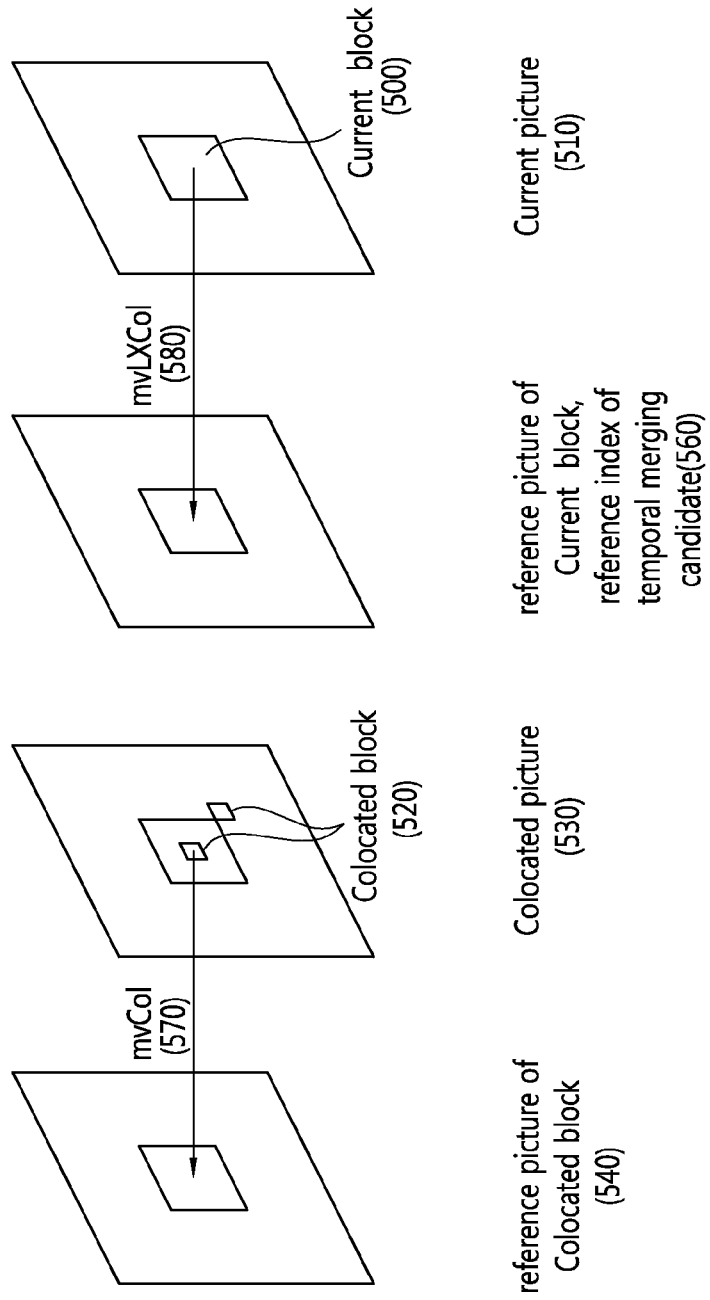 mvCol
(570)
mvLXCol
(580)
Colocated block
(520)
Current block
(500)
reference picture of
Colocated block
(540)
Colocated picture
(530)
reference picture of
Current block,
reference index of
temporal merging
candidate(560)
Current picture
(510)